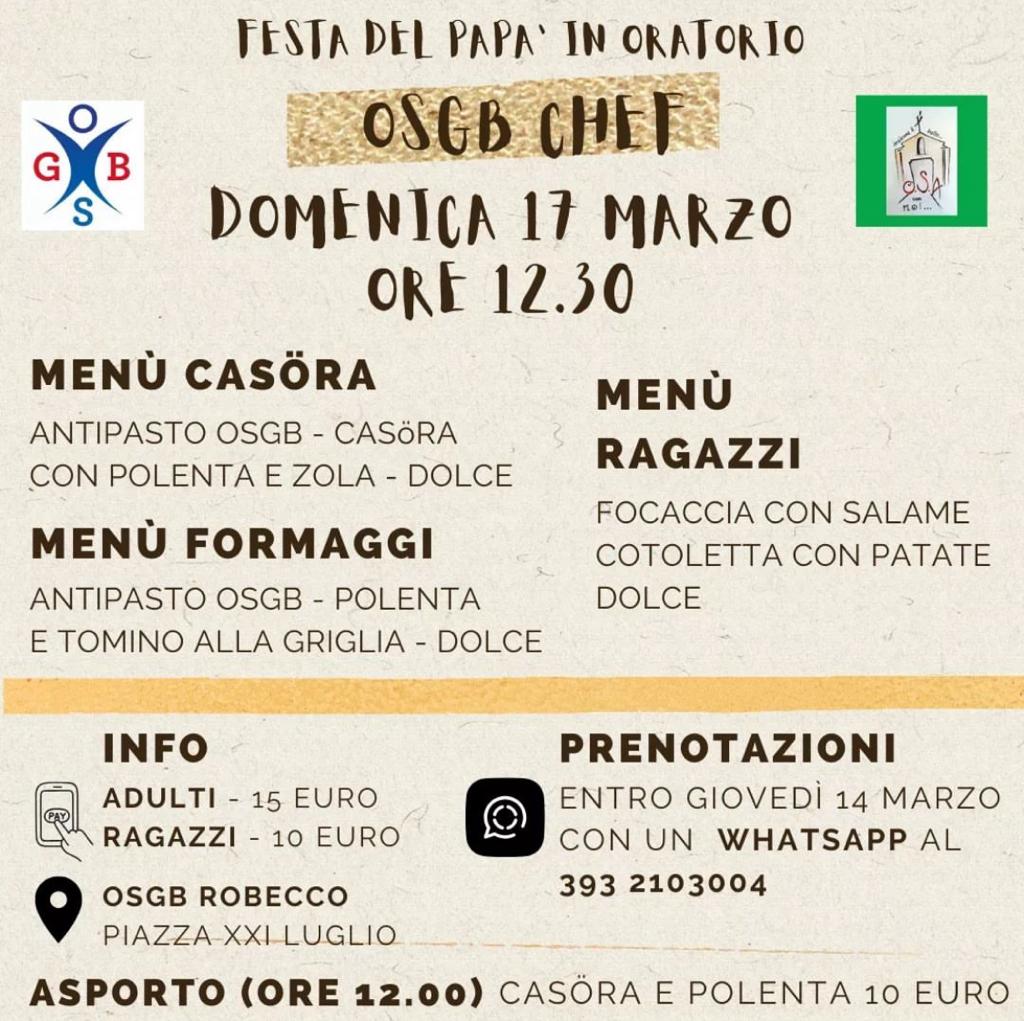 FESTA DEL PAPA' IN ORATORIO
OSGB CHEF
O
G B
S
OSA
DOMENICA 17 MARZO
ORE 12.30
MENÙ CASÖRA
ANTIPASTO OSGB - CASöRA
CON POLENTA E ZOLA - DOLCE
MENÙ FORMAGGI
ANTIPASTO OSGB - POLENTA
E TOMINO ALLA GRIGLIA - DOLCE
MENÙ
RAGAZZI
FOCACCIA CON SALAME
COTOLETTA CON PATATE
DOLCE
INFO
PAY
ADULTI - 15 EURO
RAGAZZI - 10 EURO
OSGB ROBECCO
PIAZZA XXI LUGLIO
PRENOTAZIONI
ENTRO GIOVEDÌ 14 MARZO
CON UN WHATSAPP AL
393 2103004
ASPORTO (ORE 12.00) CASÖRA E POLENTA 10 EURO